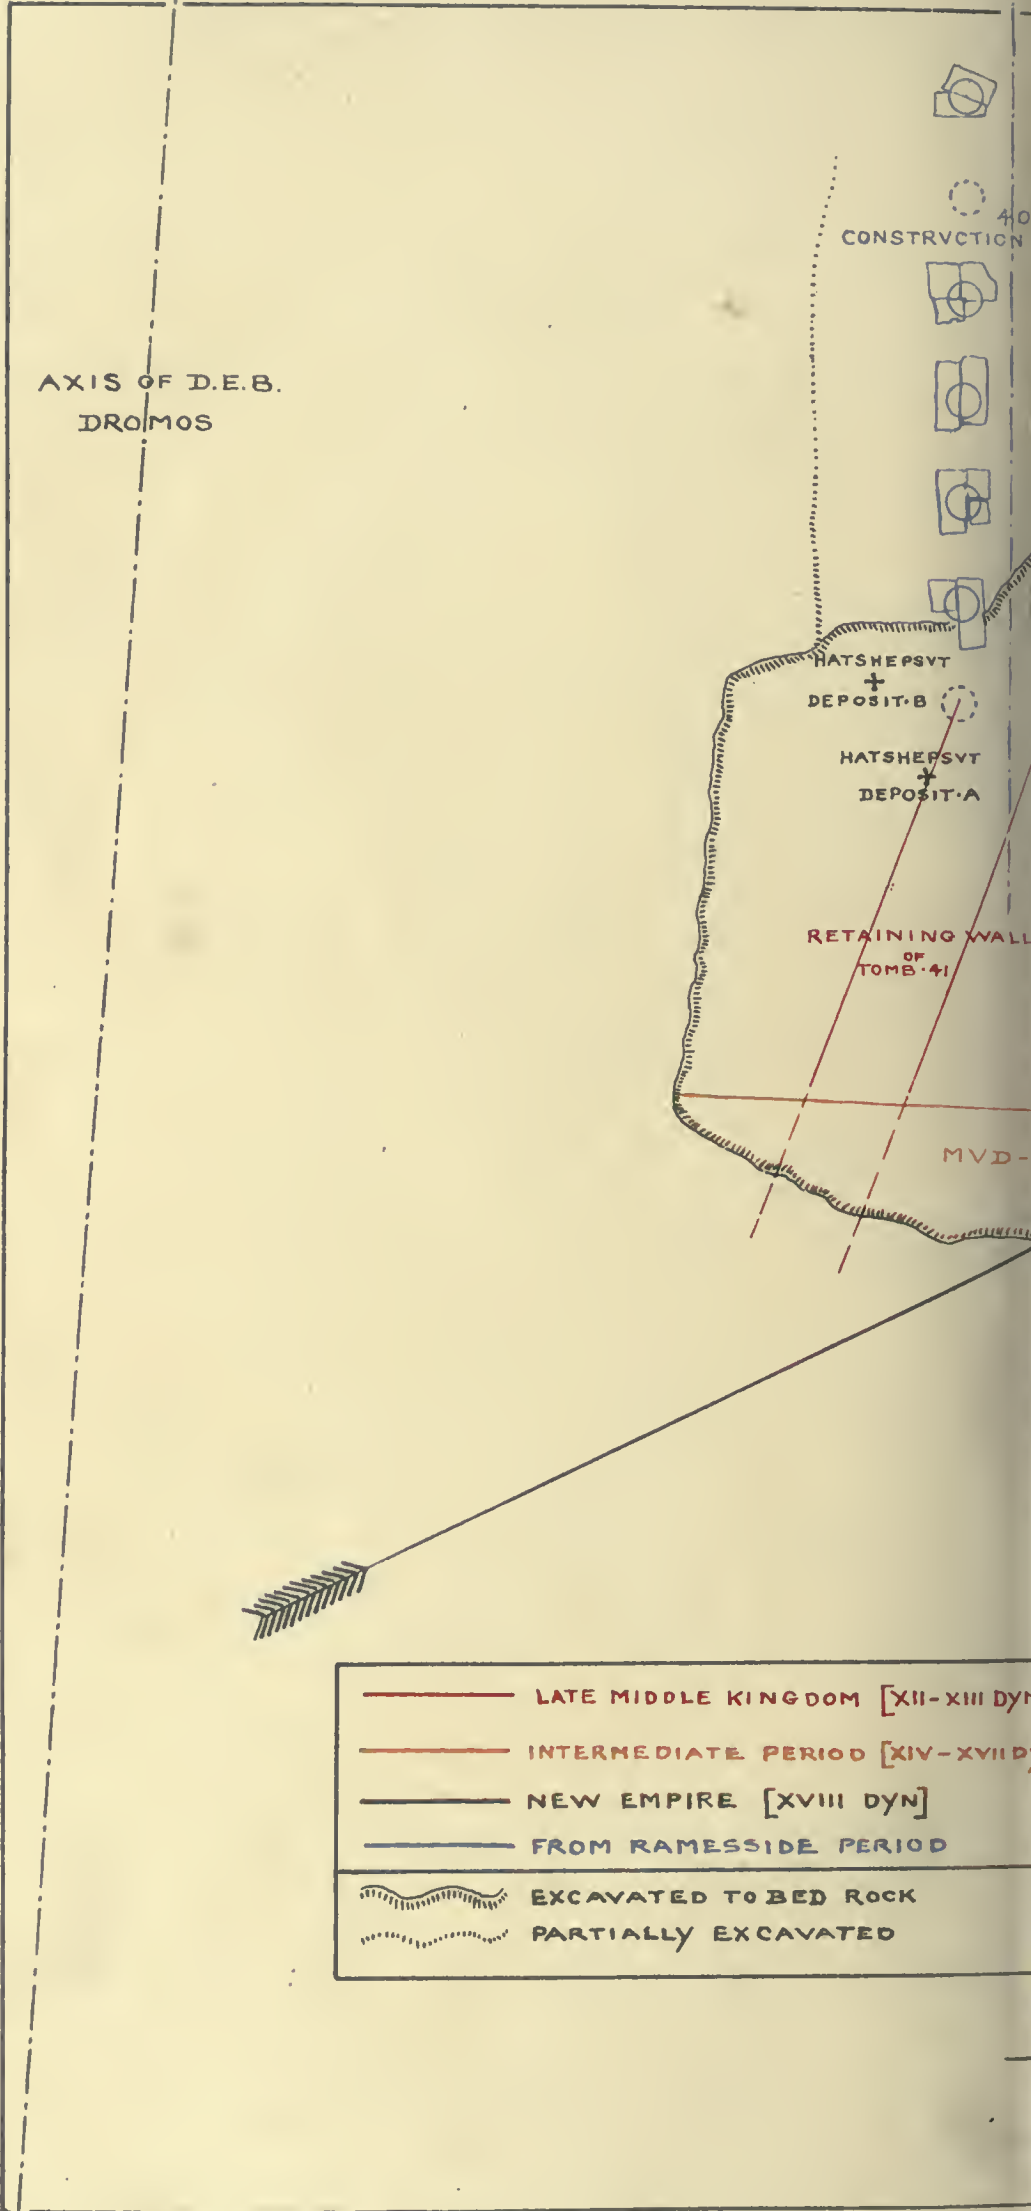 40
CONSTRVCTION
AXIS OF D.E.B.
DROMOS
HATSHEPSVT
DEPOSIT·B
HATSHEPSVT
DEPOSIT·A
RETAINING WALL
OF
TOMB·41
MVD-
LATE MIDDLE KINGDOM [XII-XIII DYN
INTERMEDIATE PERIOD [XIV-XVII D
NEW EMPIRE [XVIII DYN]
FROM RAMESSIDE PERIOD
EXCAVATED TO BED ROCK
PARTIALLY EXCAVATED